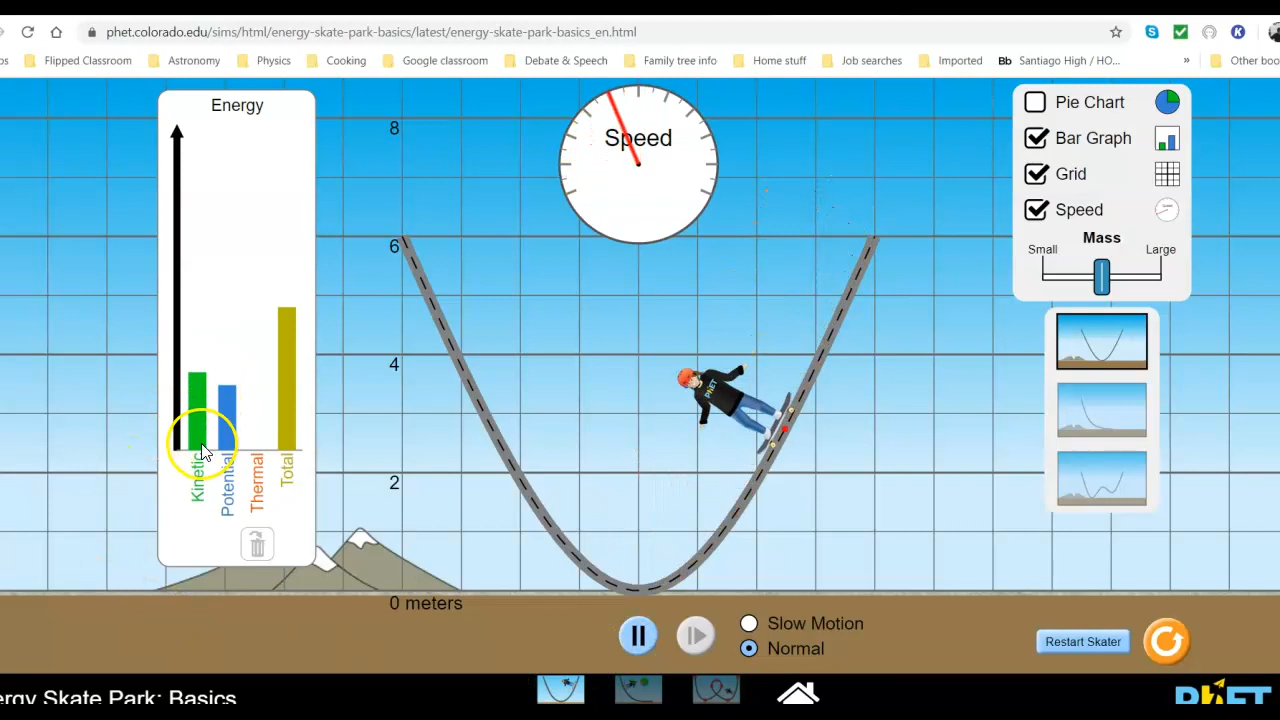 phet.colorado.edu/sims/html/energy-skate-park-basics/latest/energy-skate-park-basics_en.html
ps Flipped Classroom Astronomy Physics Cooking Google classroom Debate & Speech Family tree info Home stuff Job searches Imported Bb Santiago High / HO... » Other boo
Energy
Kinetic
Potential
Thermal
Total
Speed
8
6
4
2
0 meters
PhET
Pie Chart
Bar Graph
Grid
Speed
Mass
Small Large
Slow Motion
Normal
Restart Skater
ergy Skate Park: Basics
PhET